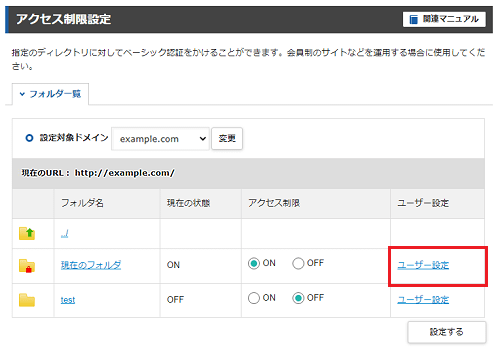 アクセス制限設定
関連マニュアル
指定のディレクトリに対してベーシック認証をかけることができます。会員制のサイトなどを運用する場合に使用してくだ
さい。
フォルダ一覧
設定対象ドメイン example.com 変更
現在のURL： http://example.com/
フォルダ名 現在の状態 アクセス制限 ユーザー設定
../
現在のフォルダ ON ON OFF ユーザー設定
test OFF ON OFF ユーザー設定
設定する